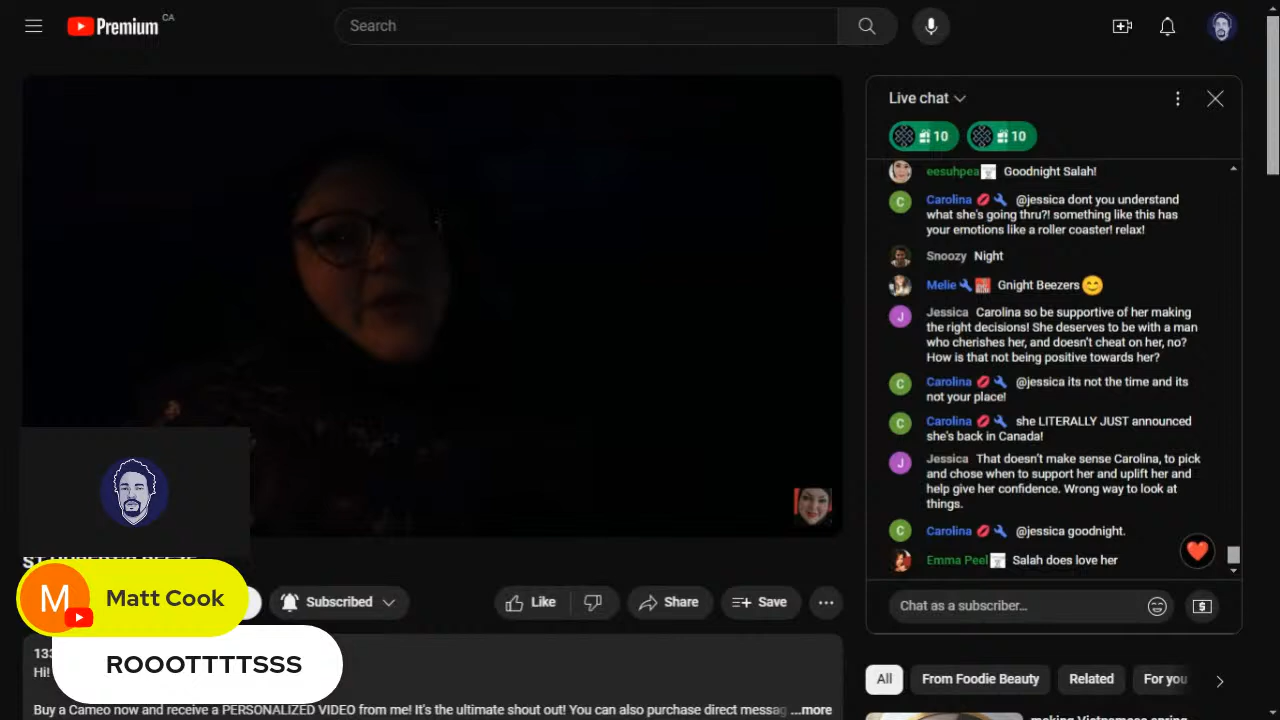 Premium CA
Search
Live chat
10
10
eesuhpea Goodnight Salah!
Carolina @jessica dont you understand
what she's going thru?! something like this has
your emotions like a roller coaster! relax!
Snoozy Night
Melie Gnight Beezers
J
Jessica Carolina so be supportive of her making
the right decisions! She deserves to be with a man
who cherishes her, and doesn't cheat on her, no?
How is that not being positive towards her?
C
Carolina @jessica its not the time and its
not your place!
C
Carolina she LITERALLY JUST announced
she's back in Canada!
J
Jessica That doesn't make sense Carolina, to pick
and chose when to support her and uplift her and
help give her confidence. Wrong way to look at
things.
C
Carolina @jessica goodnight.
Emma Peel Salah does love her
Chat as a subscriber...
M
Matt Cook
ROOOTTTTSSS
Subscribed
Like
Share
Save
133
Hi!
Buy a Cameo now and receive a PERSONALIZED VIDEO from me! It's the ultimate shout out! You can also purchase direct messag ...more
All
From Foodie Beauty
Related
For you
making Vietnamese spring